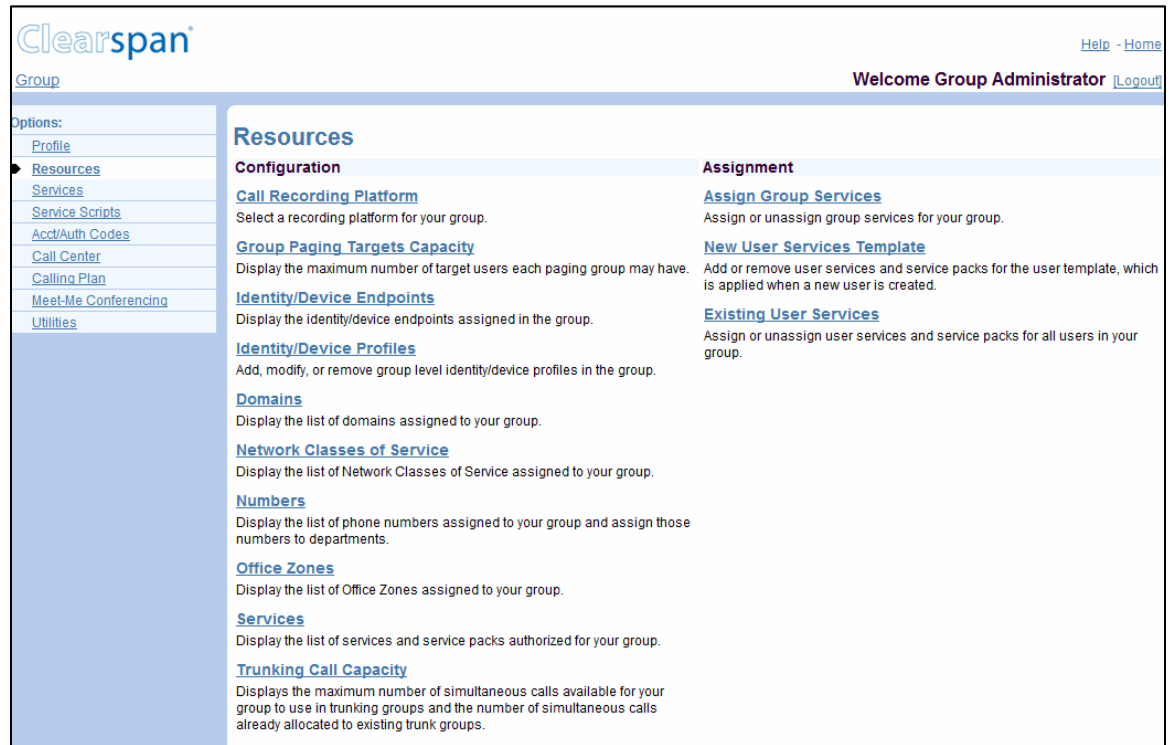 Clearspan®
Help - Home
Group
Welcome Group Administrator [Logout]
Options:
Profile
Resources
Services
Service Scripts
Acct/Auth Codes
Call Center
Calling Plan
Meet-Me Conferencing
Utilities
Resources
Configuration
Call Recording Platform
Select a recording platform for your group.
Group Paging Targets Capacity
Display the maximum number of target users each paging group may have.
Identity/Device Endpoints
Display the identity/device endpoints assigned in the group.
Identity/Device Profiles
Add, modify, or remove group level identity/device profiles in the group.
Domains
Display the list of domains assigned to your group.
Network Classes of Service
Display the list of Network Classes of Service assigned to your group.
Numbers
Display the list of phone numbers assigned to your group and assign those
numbers to departments.
Office Zones
Display the list of Office Zones assigned to your group.
Services
Display the list of services and service packs authorized for your group.
Trunking Call Capacity
Displays the maximum number of simultaneous calls available for your
group to use in trunking groups and the number of simultaneous calls
already allocated to existing trunk groups.
Assignment
Assign Group Services
Assign or unassign group services for your group.
New User Services Template
Add or remove user services and service packs for the user template, which
is applied when a new user is created.
Existing User Services
Assign or unassign user services and service packs for all users in your
group.